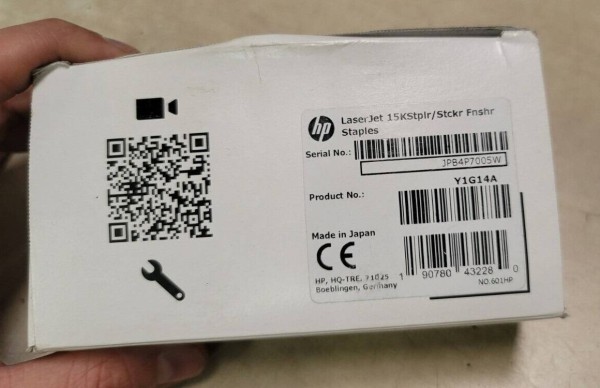 hp
LaserJet 15KStplr/Stckr Fnshr
Staples
Serial No.:
JPB4P7005W
Y1G14A
Product No.:
Made in Japan
CE
HP, HQ-TRE, 71025
Boeblingen, Germany
1 90780 43228 0
NO.601HP